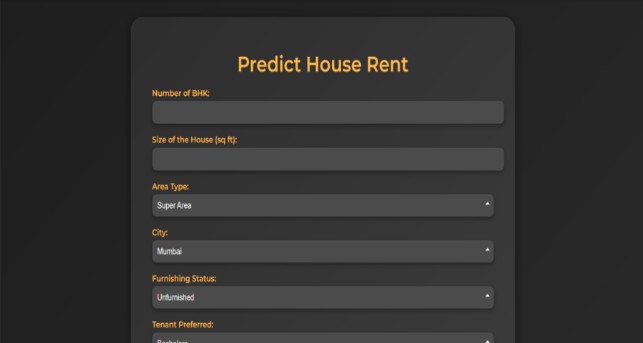 Predict House Rent
Number of BHK:
Size of the House (sq ft):
Area Type:
Super Area
City:
Mumbai
Furnishing Status:
Unfurnished
Tenant Preferred: